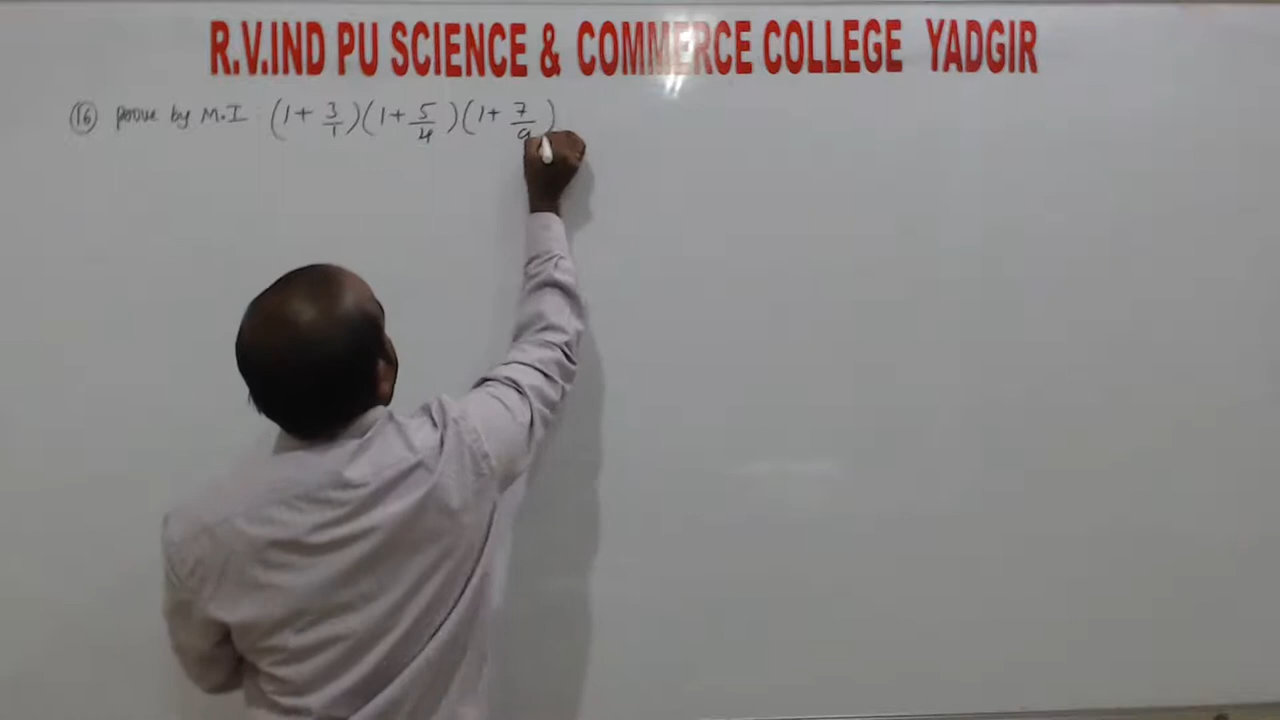 R.V.IND PU SCIENCE & COMMERCE COLLEGE YADGIR
(16) prove by M.I (1+ 3/1)(1+ 5/4)(1+ 7/9)